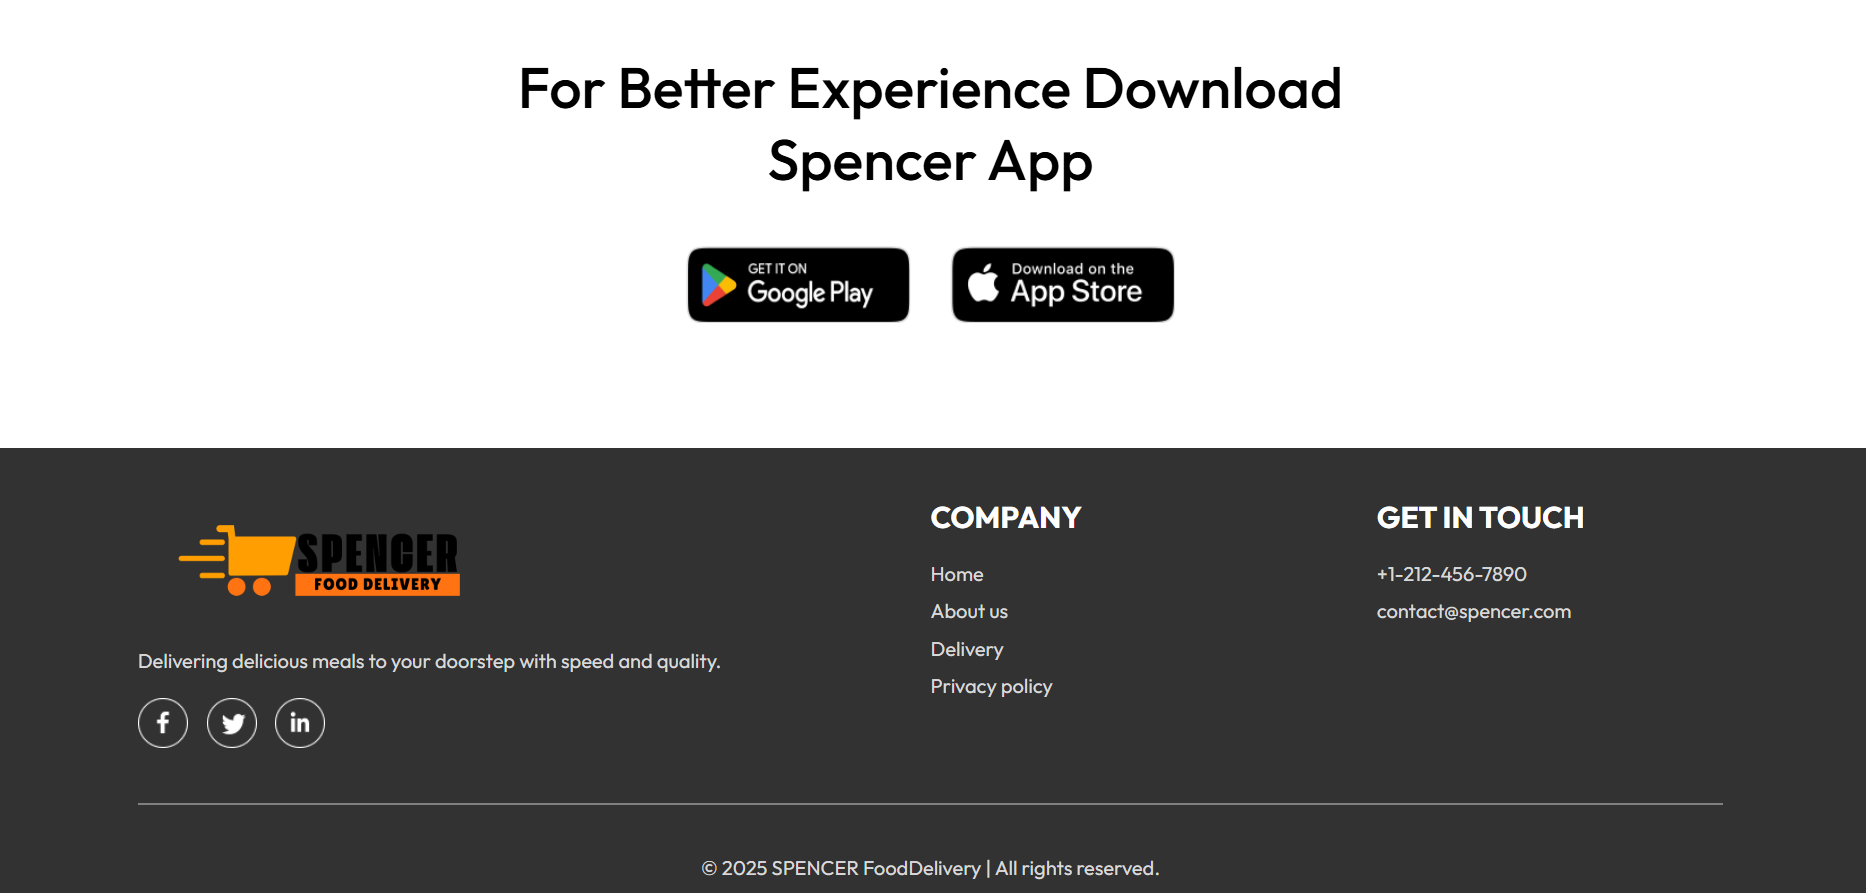 For Better Experience Download
Spencer App
GET IT ON
Google Play
Download on the
App Store
SPENCER
FOOD DELIVERY
Delivering delicious meals to your doorstep with speed and quality.
COMPANY
Home
About us
Delivery
Privacy policy
GET IN TOUCH
+1-212-456-7890
contact@spencer.com
© 2025 SPENCER FoodDelivery | All rights reserved.